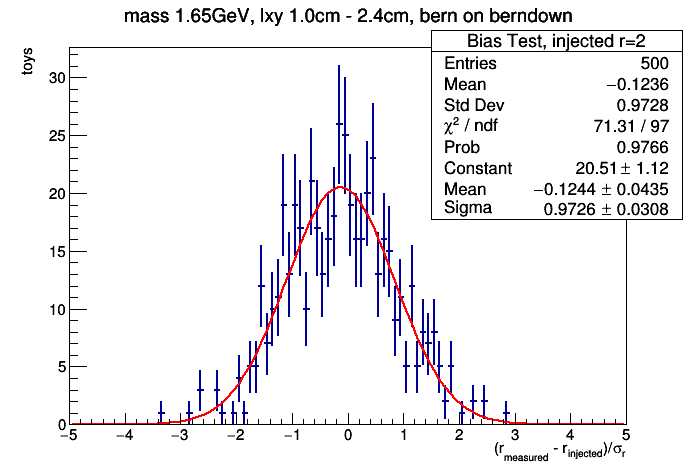 mass 1.65GeV, lxy 1.0cm - 2.4cm, bern on berndown
Bias Test, injected r=2
Entries 500
Mean −0.1236
Std Dev 0.9728
χ² / ndf 71.31 / 97
Prob 0.9766
Constant 20.51 ± 1.12
Mean −0.1244 ± 0.0435
Sigma 0.9726 ± 0.0308
toys
30
25
20
15
10
5
0
−5 −4 −3 −2 −1 0 1 2 3 4 5
(r_measured - r_injected)/σ_r